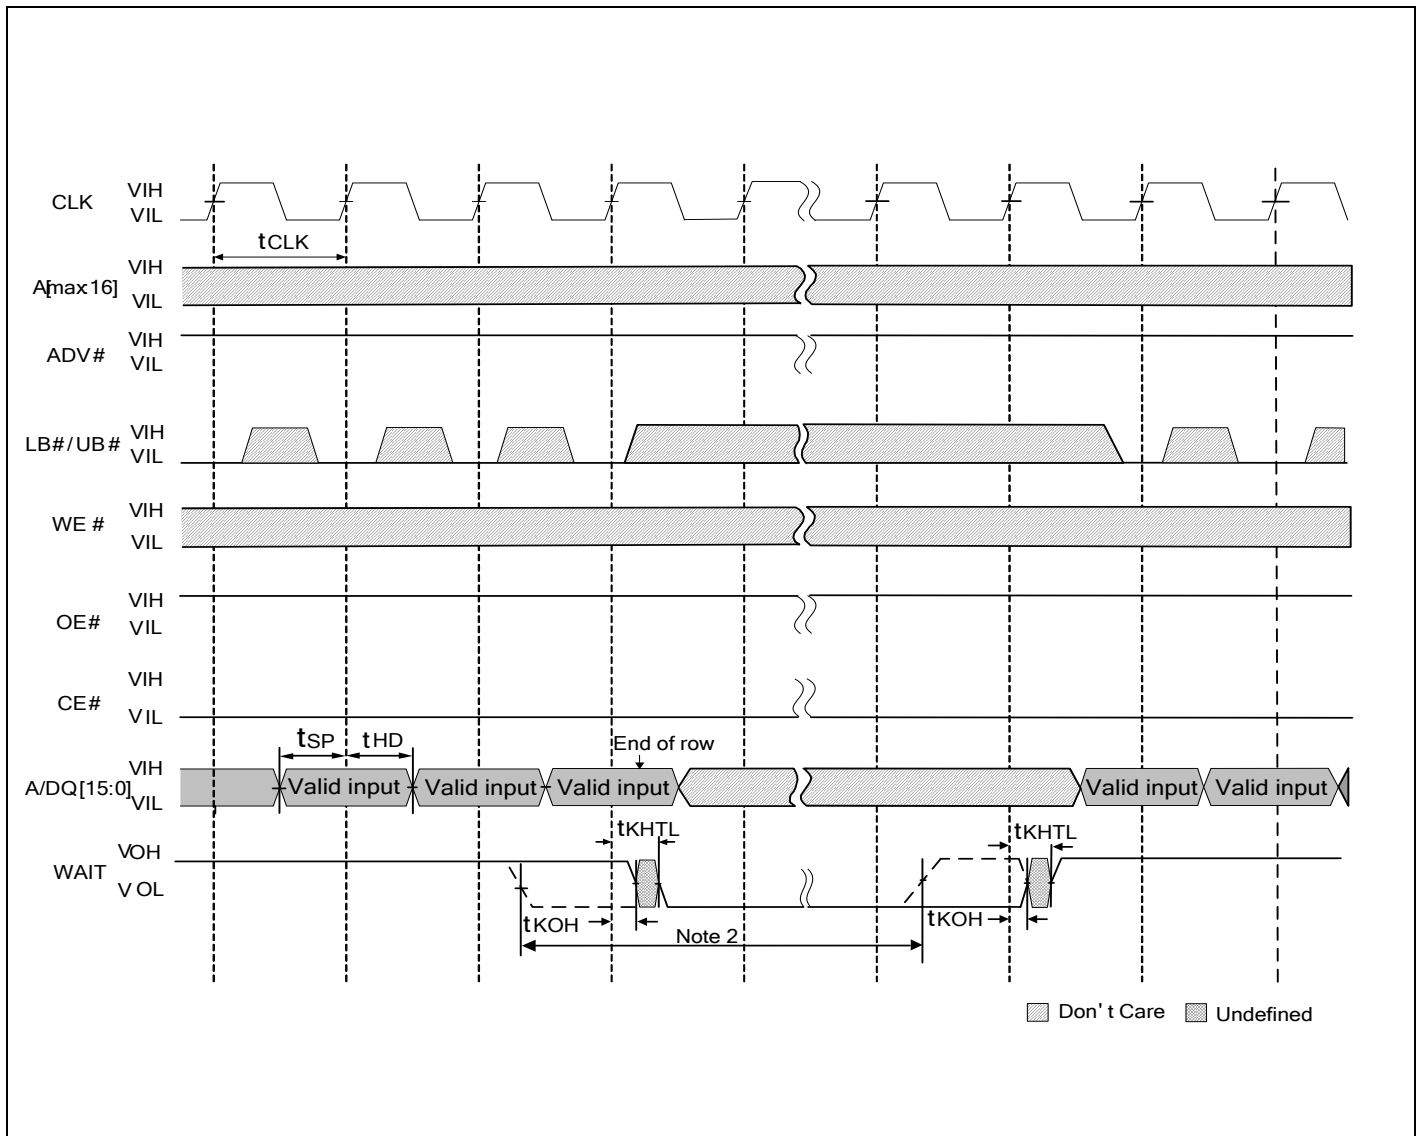 CLK
VIH
VIL
tCLK
A[max16]
VIH
VIL
ADV#
VIH
VIL
LB#/UB#
VIH
VIL
WE #
VIH
VIL
OE#
VIH
VIL
CE#
VIH
VIL
tSP
tHD
End of row
A/DQ[15:0]
VIH
VIL
Valid input
Valid input
Valid input
Valid input
Valid input
tKHTL
tKHTL
WAIT
VOH
VOL
tKOH
tKOH
Note 2
Don't Care
Undefined